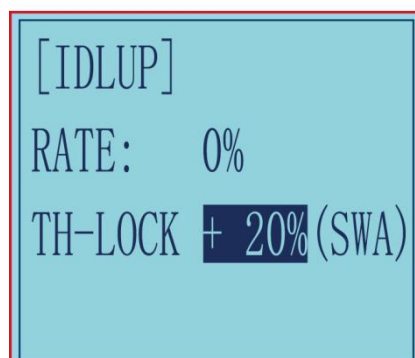 [IDLUP]
RATE: 0%
TH-LOCK + 20%(SWA)